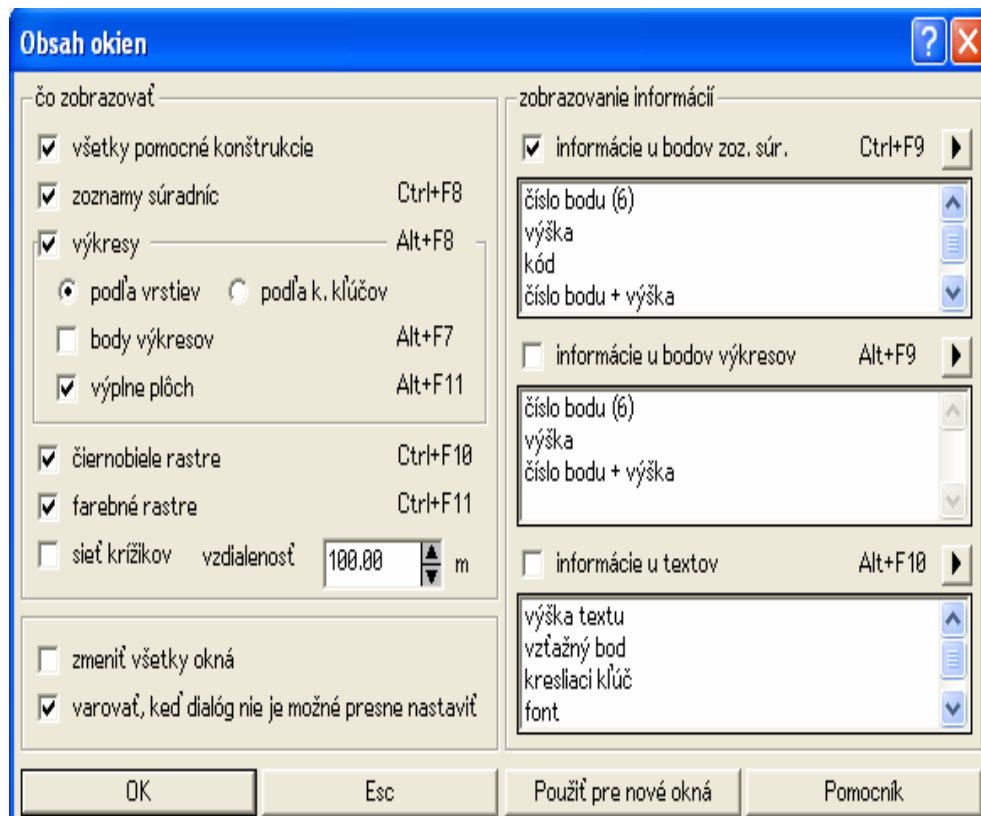 Obsah okien
čo zobrazovať
všetky pomocné konštrukcie
zoznamy súradníc Ctrl+F8
výkresy Alt+F8
podľa vrstiev podľa k. kľúčov
body výkresov Alt+F7
výplne plôch Alt+F11
čiernobiele rastre Ctrl+F10
farebné rastre Ctrl+F11
sieť krížikov vzdialenosť 100.00 m
zmeniť všetky okná
varovať, keď dialóg nie je možné presne nastaviť
zobrazovanie informácií
informácie u bodov zoz. súr. Ctrl+F9
číslo bodu (6)
výška
kód
číslo bodu + výška
informácie u bodov výkresov Alt+F9
číslo bodu (6)
výška
číslo bodu + výška
informácie u textov Alt+F10
výška textu
vzťažný bod
kresliaci kľúč
font
OK Esc Použiť pre nové okná Pomocník